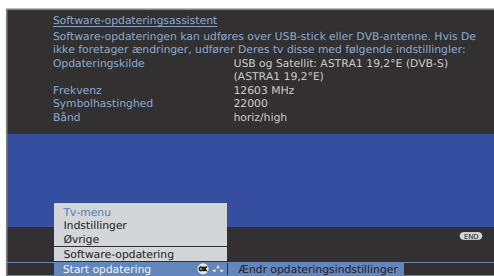 Software-opdateringsassistent
Software-opdateringen kan udføres over USB-stick eller DVB-antenne. Hvis De
ikke foretager ændringer, udfører Deres tv disse med følgende indstillingler:
Opdateringskilde USB og Satellit: ASTRA1 19,2°E (DVB-S)
(ASTRA1 19,2°E)
Frekvenz 12603 MHz
Symbolhastinghed 22000
Bånd horiz/high
Tv-menu
Indstillinger
Øvrige
END
Software-opdatering
Start opdatering OK Ændr opdateringsindstillinger